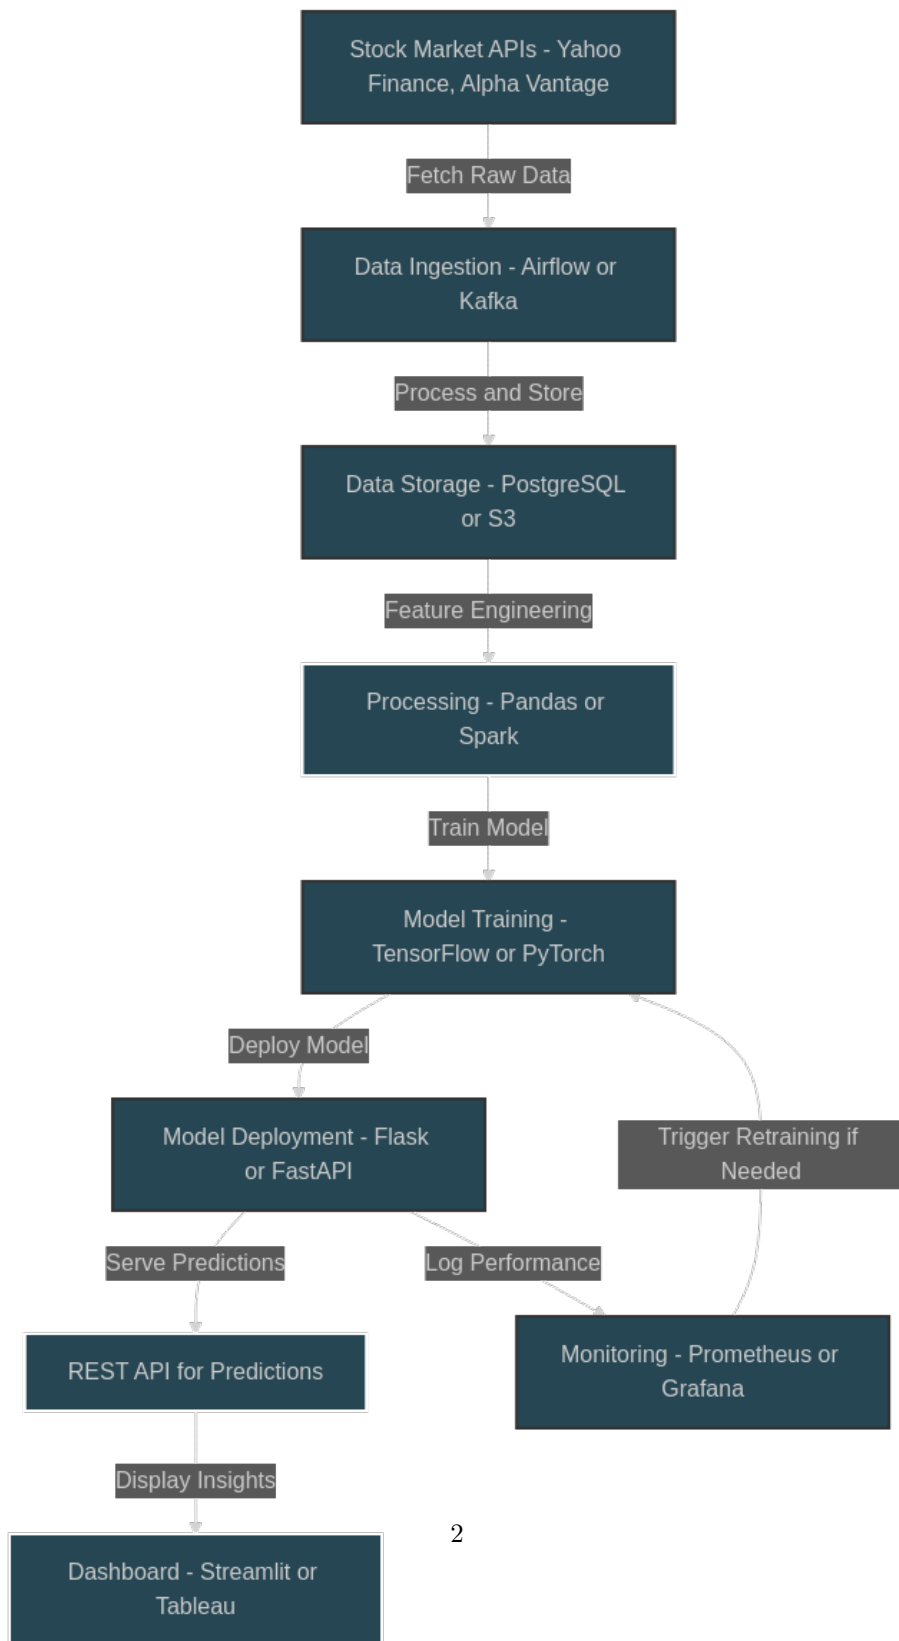 Stock Market APIs - Yahoo
Finance, Alpha Vantage
Fetch Raw Data
Data Ingestion - Airflow or
Kafka
Process and Store
Data Storage - PostgreSQL
or S3
Feature Engineering
Processing - Pandas or
Spark
Train Model
Model Training -
TensorFlow or PyTorch
Deploy Model
Model Deployment - Flask
or FastAPI
Trigger Retraining if
Needed
Serve Predictions
Log Performance
REST API for Predictions
Monitoring - Prometheus or
Grafana
Display Insights
2
Dashboard - Streamlit or
Tableau